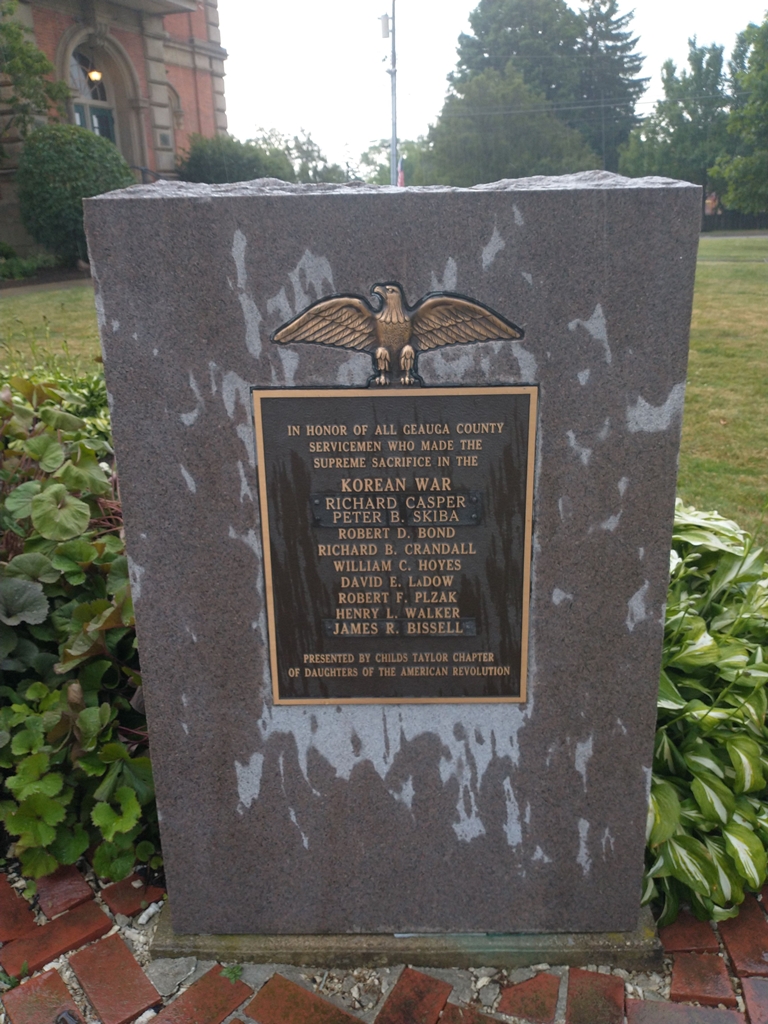 IN HONOR OF ALL GEAUGA COUNTY
SERVICEMEN WHO MADE THE
SUPREME SACRIFICE IN THE
KOREAN WAR
RICHARD CASPER
PETER B. SKIBA
ROBERT D. BOND
RICHARD B. CRANDALL
WILLIAM C. HOYES
DAVID E. LaDOW
ROBERT F. PLZAK
HENRY L. WALKER
JAMES R. BISSELL
PRESENTED BY CHILDS TAYLOR CHAPTER
OF DAUGHTERS OF THE AMERICAN REVOLUTION